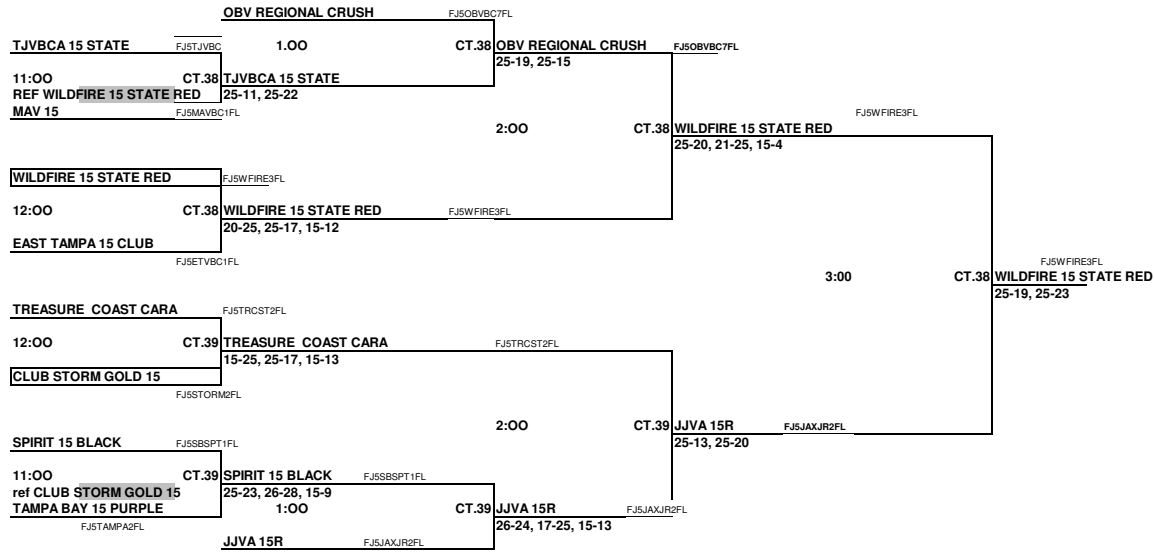 OBV REGIONAL CRUSH FJ5OBVBC7FL
TJVBCA 15 STATE FJ5TJVBC 1.OO CT.38 OBV REGIONAL CRUSH FJ5OBVBC7FL
25-19, 25-15
11:OO CT.38 TJVBCA 15 STATE
REF WILDFIRE 15 STATE RED 25-11, 25-22
MAV 15 FJ5MAVBC1FL FJ5WFIRE3FL
2:OO CT.38 WILDFIRE 15 STATE RED
25-20, 21-25, 15-4
WILDFIRE 15 STATE RED FJ5WFIRE3FL
12:OO CT.38 WILDFIRE 15 STATE RED FJ5WFIRE3FL
20-25, 25-17, 15-12
EAST TAMPA 15 CLUB
FJ5ETVBC1FL FJ5WFIRE3FL
3:00 CT.38 WILDFIRE 15 STATE RED
25-19, 25-23
TREASURE COAST CARA FJ5TRCST2FL
12:OO CT.39 TREASURE COAST CARA FJ5TRCST2FL
15-25, 25-17, 15-13
CLUB STORM GOLD 15
FJ5STORM2FL
2:OO CT.39 JJVA 15R FJ5JAXJR2FL
SPIRIT 15 BLACK FJ5SBSPT1FL 25-13, 25-20
11:OO CT.39 SPIRIT 15 BLACK FJ5SBSPT1FL
ref CLUB STORM GOLD 15 25-23, 26-28, 15-9
TAMPA BAY 15 PURPLE 1:OO CT.39 JJVA 15R FJ5JAXJR2FL
FJ5TAMPA2FL 26-24, 17-25, 15-13
JJVA 15R FJ5JAXJR2FL